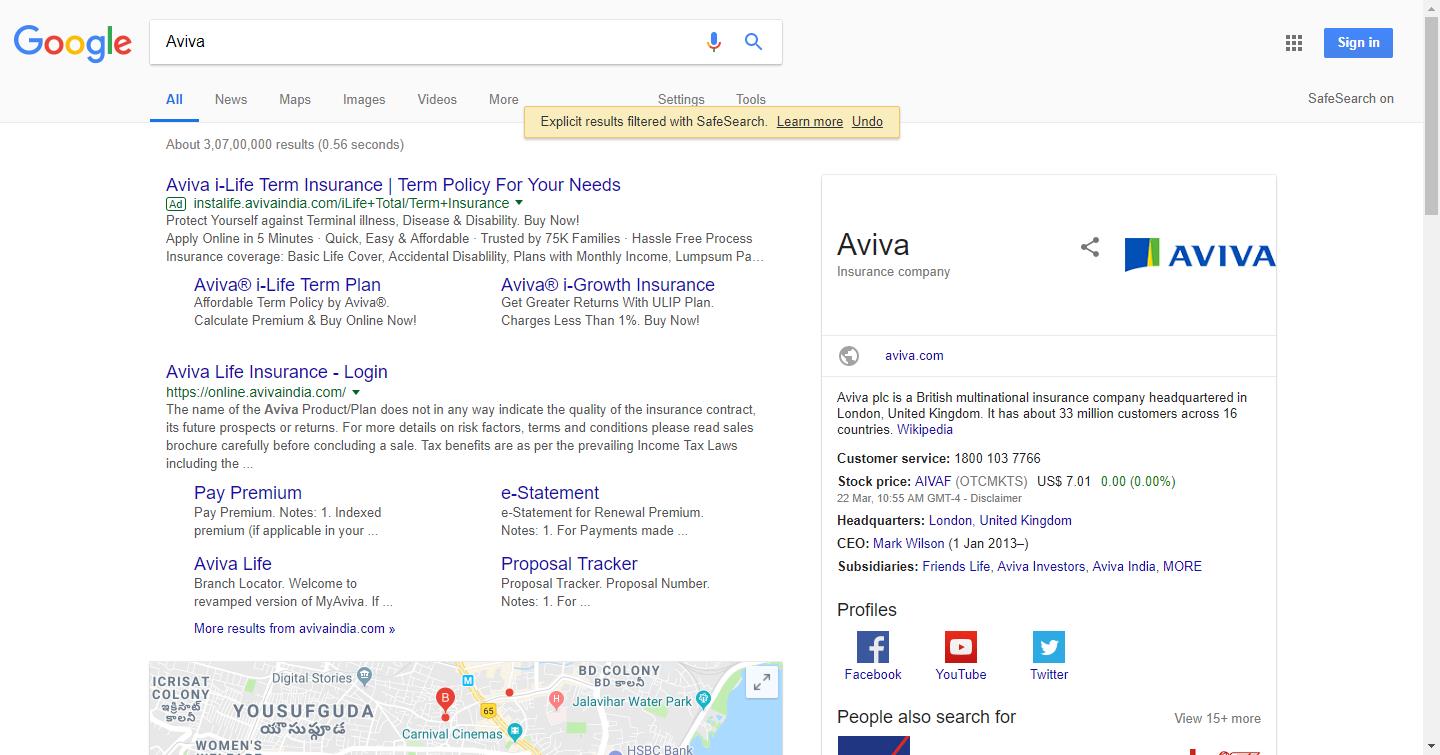 Google
Aviva
Sign in
All News Maps Images Videos More Settings Tools
SafeSearch on
Explicit results filtered with SafeSearch. Learn more Undo
About 3,07,00,000 results (0.56 seconds)
Aviva i-Life Term Insurance | Term Policy For Your Needs
Ad instalife.avivaindia.com/iLife+Total/Term+Insurance
Protect Yourself against Terminal illness, Disease & Disability. Buy Now!
Apply Online in 5 Minutes · Quick, Easy & Affordable · Trusted by 75K Families · Hassle Free Process
Insurance coverage: Basic Life Cover, Accidental Disablility, Plans with Monthly Income, Lumpsum Pa…
Aviva® i-Life Term Plan
Affordable Term Policy by Aviva®.
Calculate Premium & Buy Online Now!
Aviva® i-Growth Insurance
Get Greater Returns With ULIP Plan.
Charges Less Than 1%. Buy Now!
Aviva Life Insurance - Login
https://online.avivaindia.com/
The name of the Aviva Product/Plan does not in any way indicate the quality of the insurance contract,
its future prospects or returns. For more details on risk factors, terms and conditions please read sales
brochure carefully before concluding a sale. Tax benefits are as per the prevailing Income Tax Laws
including the ...
Pay Premium
Pay Premium. Notes: 1. Indexed
premium (if applicable in your ...
e-Statement
e-Statement for Renewal Premium.
Notes: 1. For Payments made ...
Aviva Life
Branch Locator. Welcome to
revamped version of MyAviva. If ...
Proposal Tracker
Proposal Tracker. Proposal Number.
Notes: 1. For ...
More results from avivaindia.com »
ICRISAT
COLONY
ఇక్రిసాట్
కాలనీ
Digital Stories
M
BD COLONY
BD కాలనీ
YOUSUFGUDA
యూసుఫ్గూడ
B
65
H
Jalavihar Water Park
Carnival Cinemas
WOMEN'S
HSBC Bank
Aviva
Insurance company
AVIVA
aviva.com
Aviva plc is a British multinational insurance company headquartered in
London, United Kingdom. It has about 33 million customers across 16
countries. Wikipedia
Customer service: 1800 103 7766
Stock price: AIVAF (OTCMKTS) US$ 7.01 0.00 (0.00%)
22 Mar, 10:55 AM GMT-4 - Disclaimer
Headquarters: London, United Kingdom
CEO: Mark Wilson (1 Jan 2013–)
Subsidiaries: Friends Life, Aviva Investors, Aviva India, MORE
Profiles
Facebook YouTube Twitter
People also search for
View 15+ more